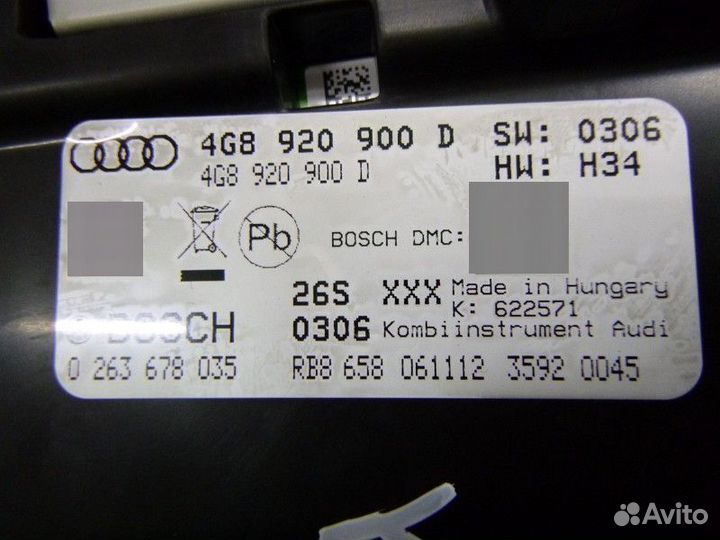 4G8 920 900 D SW: 0306
4G8 920 900 D HW: H34
Pb BOSCH DMC:
26S XXX Made in Hungary
K: 622571
BOSCH 0306 Kombiinstrument Audi
0 263 678 035 RB8 658 061112 3592 0045
Avito